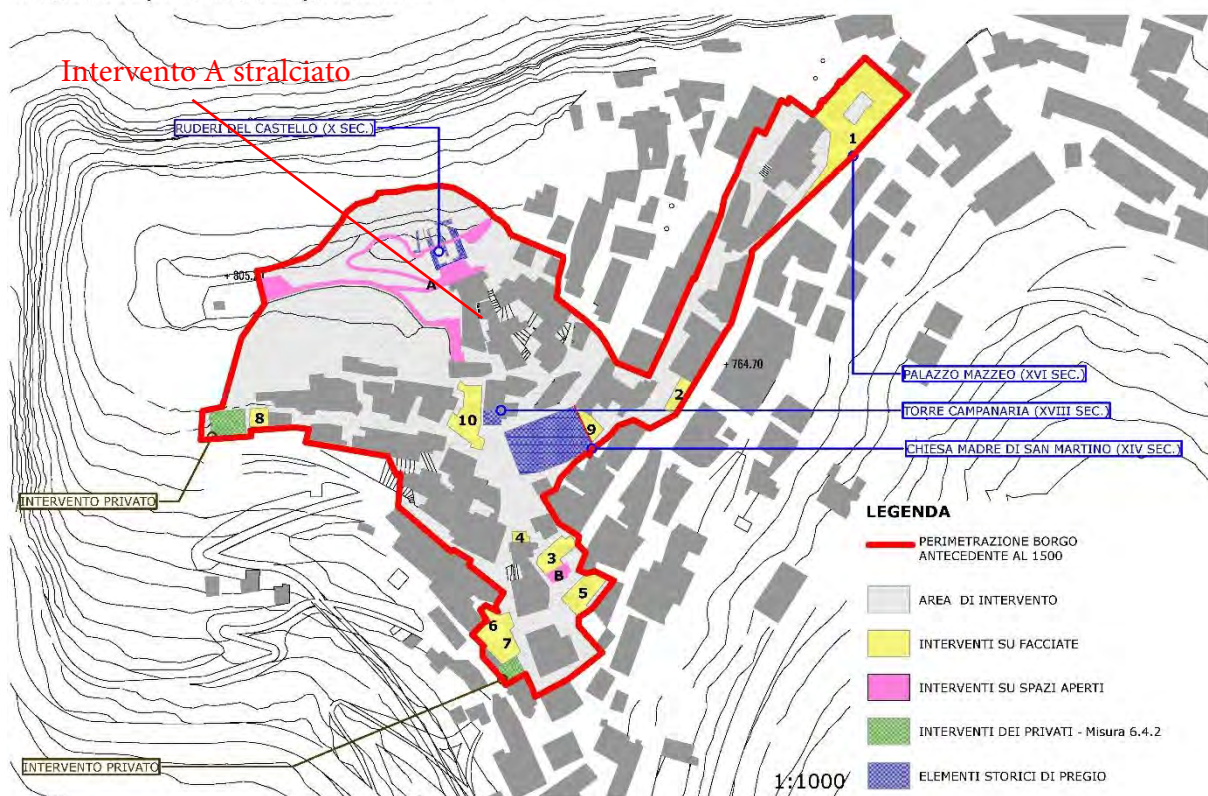 Intervento A stralciato
RUDERI DEL CASTELLO (X SEC.)
1
A
+ 764.70
2
PALAZZO MAZZEO (XVI SEC.)
8
10
9
TORRE CAMPANARIA (XVIII SEC.)
CHIESA MADRE DI SAN MARTINO (XIV SEC.)
INTERVENTO PRIVATO
4
3
B
5
6
7
INTERVENTO PRIVATO
LEGENDA
PERIMETRAZIONE BORGO
ANTECEDENTE AL 1500
AREA DI INTERVENTO
INTERVENTI SU FACCIATE
INTERVENTI SU SPAZI APERTI
INTERVENTI DEI PRIVATI - Misura 6.4.2
ELEMENTI STORICI DI PREGIO
1:1000